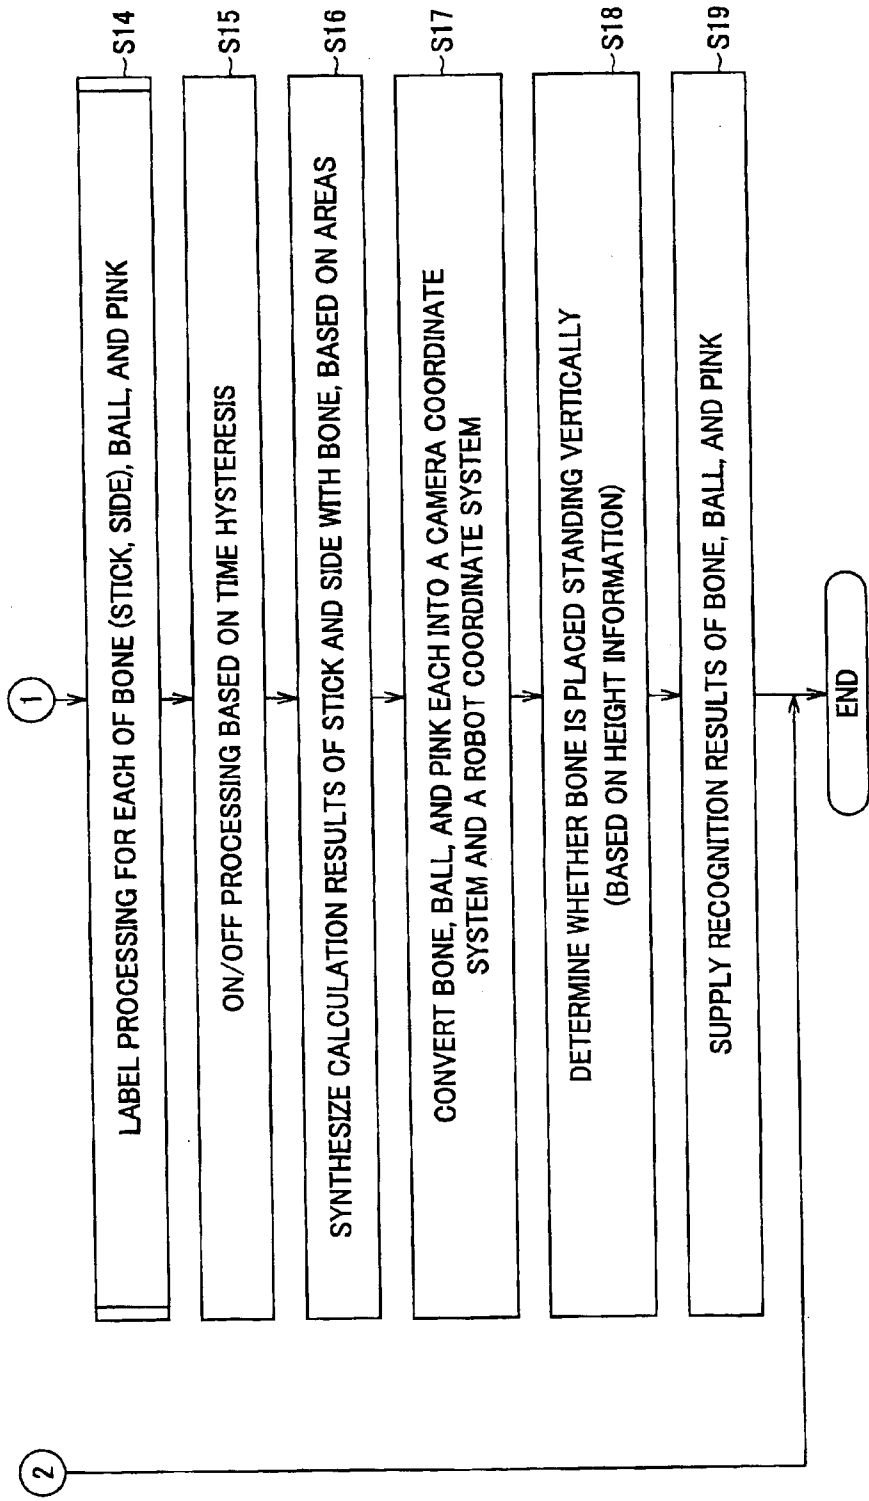 2
1
LABEL PROCESSING FOR EACH OF BONE (STICK, SIDE), BALL, AND PINK
~S14
ON/OFF PROCESSING BASED ON TIME HYSTERESIS
~S15
SYNTHESIZE CALCULATION RESULTS OF STICK AND SIDE WITH BONE, BASED ON AREAS
~S16
CONVERT BONE, BALL, AND PINK EACH INTO A CAMERA COORDINATE
SYSTEM AND A ROBOT COORDINATE SYSTEM
~S17
DETERMINE WHETHER BONE IS PLACED STANDING VERTICALLY
(BASED ON HEIGHT INFORMATION)
~S18
SUPPLY RECOGNITION RESULTS OF BONE, BALL, AND PINK
~S19
END